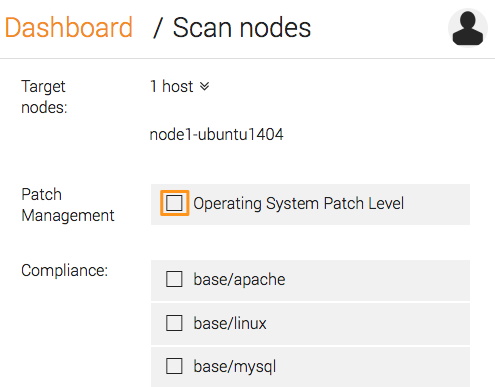 Dashboard / Scan nodes
Target nodes:
1 host
node1-ubuntu1404
Patch Management
Operating System Patch Level
Compliance:
base/apache
base/linux
base/mysql